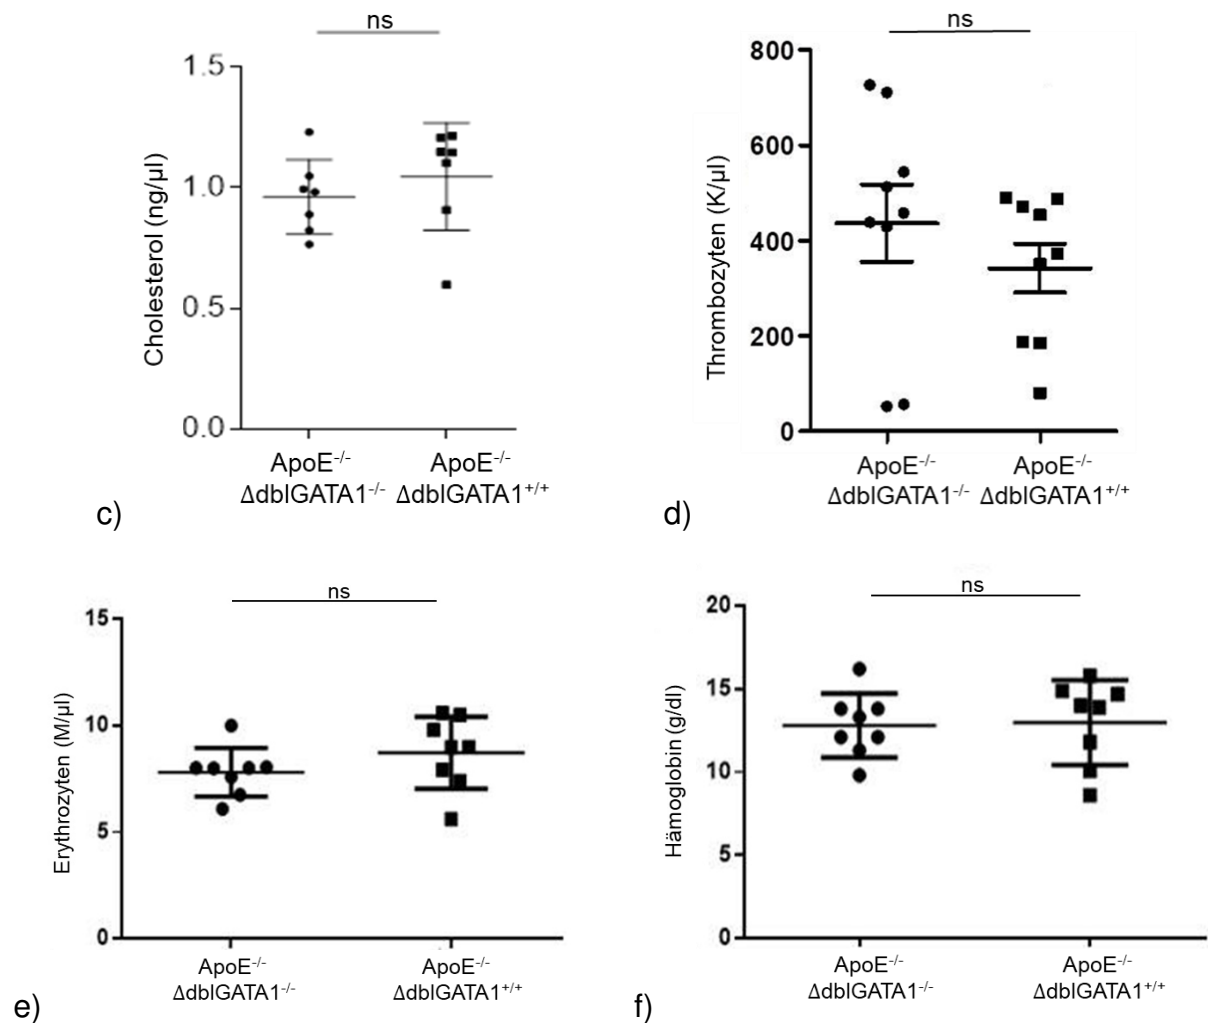 ns
1.5
1.0
0.5
0.0
Cholesterol (ng/µl)
ApoE-/-
ΔdblGATA1-/-
ApoE-/-
ΔdblGATA1+/+
c)
ns
800
600
400
200
0
Thrombozyten (K/µl)
ApoE-/-
ΔdblGATA1-/-
ApoE-/-
ΔdblGATA1+/+
d)
ns
15
10
5
0
Erythrozyten (M/µl)
ApoE-/-
ΔdblGATA1-/-
ApoE-/-
ΔdblGATA1+/+
e)
ns
20
15
10
5
0
Hämoglobin (g/dl)
ApoE-/-
ΔdblGATA1-/-
ApoE-/-
ΔdblGATA1+/+
f)